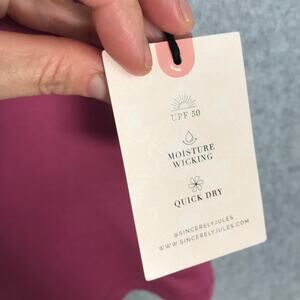 UPF 50
MOISTURE
WICKING
QUICK DRY
@SINCERELYJULES
WWW.SINCERELYJULES.COM